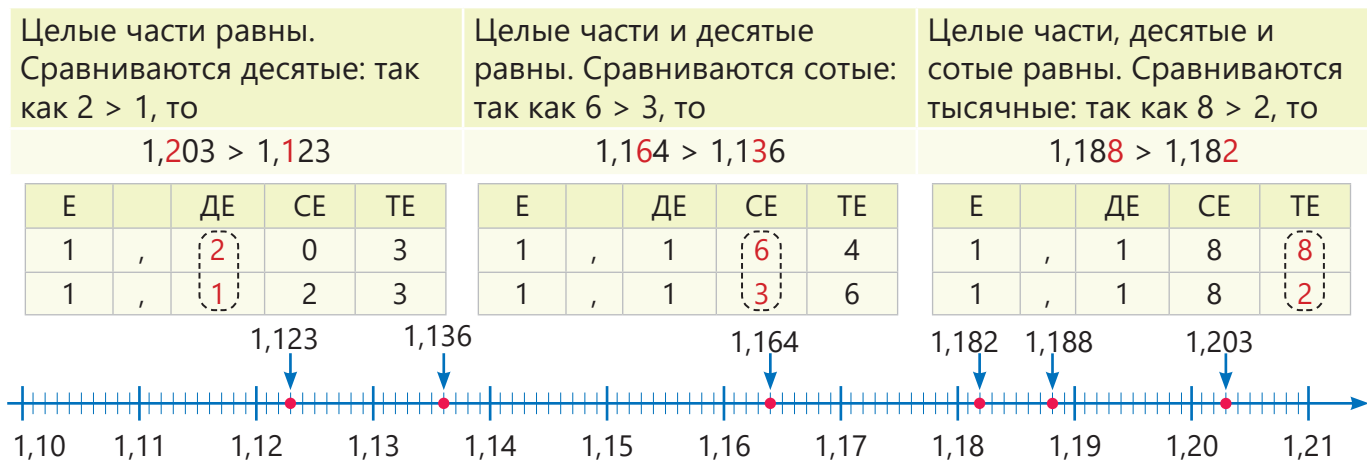 Целые части равны.
Сравниваются десятые: так
как 2 > 1, то
1,203 > 1,123
Целые части и десятые
равны. Сравниваются сотые:
так как 6 > 3, то
1,164 > 1,136
Целые части, десятые и
сотые равны. Сравниваются
тысячные: так как 8 > 2, то
1,188 > 1,182
Е ДЕ СЕ ТЕ
1 , 2 0 3
1 , 1 2 3
Е ДЕ СЕ ТЕ
1 , 1 6 4
1 , 1 3 6
Е ДЕ СЕ ТЕ
1 , 1 8 8
1 , 1 8 2
1,123 1,136 1,164 1,182 1,188 1,203
1,10 1,11 1,12 1,13 1,14 1,15 1,16 1,17 1,18 1,19 1,20 1,21